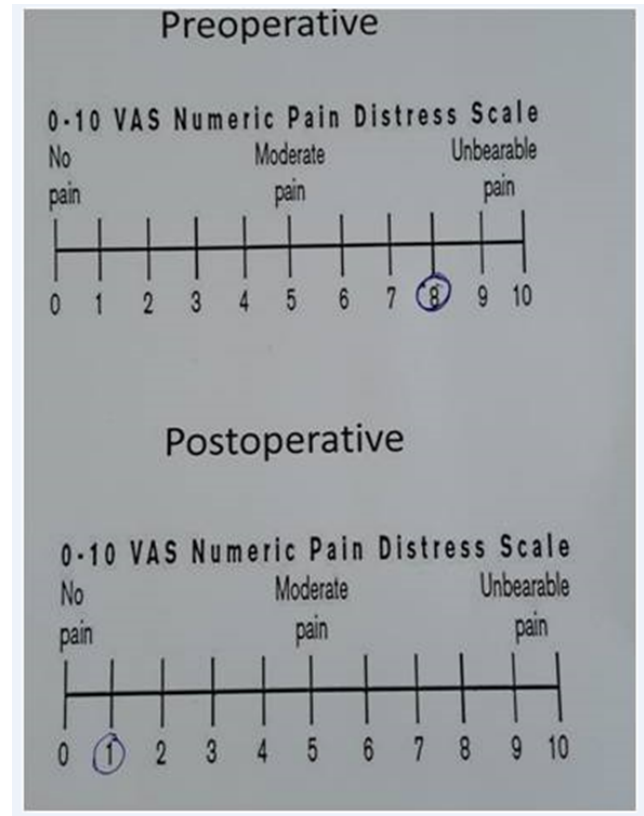 Preoperative
0-10 VAS Numeric Pain Distress Scale
No Moderate Unbearable
pain pain pain
0 1 2 3 4 5 6 7 8 9 10
Postoperative
0-10 VAS Numeric Pain Distress Scale
No Moderate Unbearable
pain pain pain
0 1 2 3 4 5 6 7 8 9 10